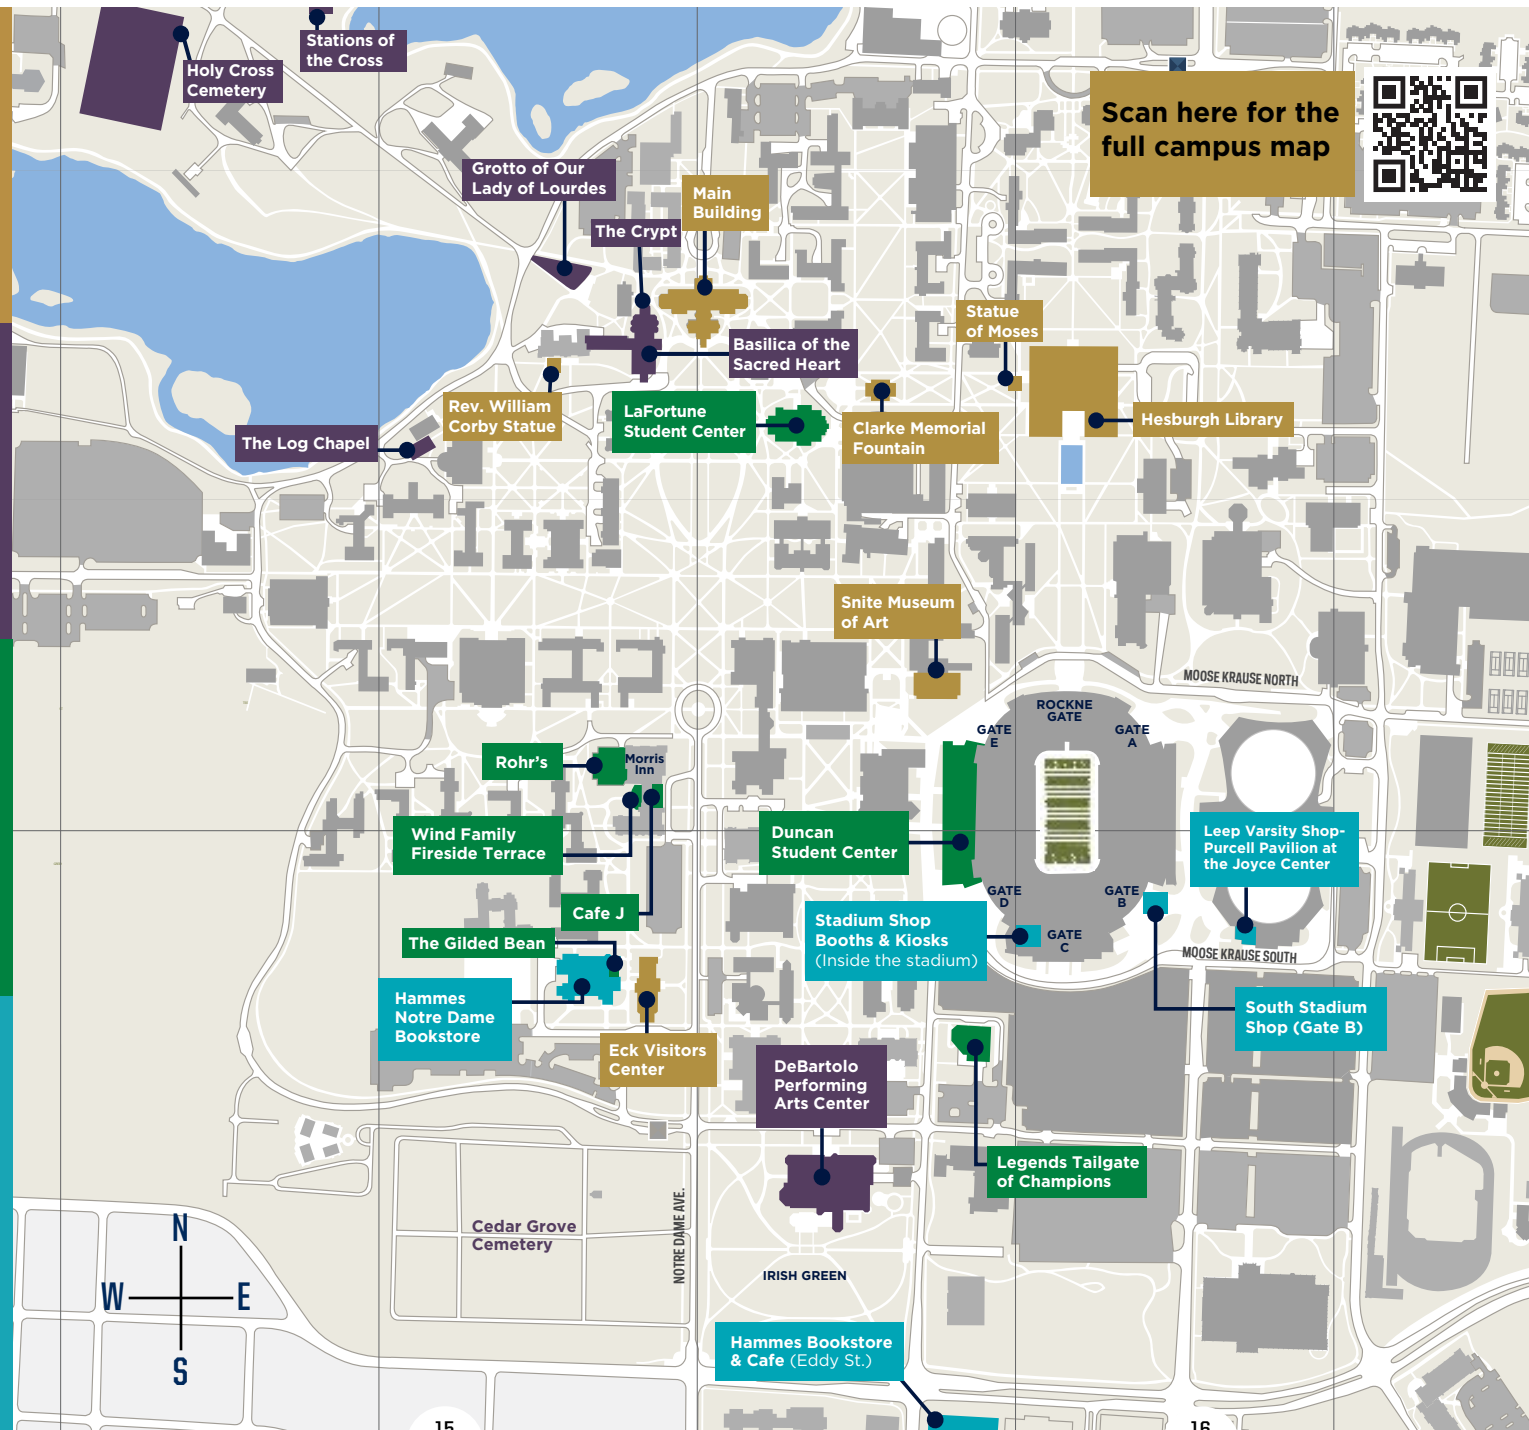 Stations of
the Cross
Holy Cross
Cemetery
Scan here for the
full campus map
Grotto of Our
Lady of Lourdes
Main
Building
The Crypt
Statue
of Moses
Basilica of the
Sacred Heart
Rev. William
Corby Statue
LaFortune
Student Center
Clarke Memorial
Fountain
Hesburgh Library
The Log Chapel
Snite Museum
of Art
MOOSE KRAUSE NORTH
ROCKNE
GATE
GATE
E
GATE
A
Rohr's
Morris
Inn
Wind Family
Fireside Terrace
Duncan
Student Center
Leep Varsity Shop-
Purcell Pavilion at
the Joyce Center
GATE
D
GATE
B
Cafe J
Stadium Shop
Booths & Kiosks
(Inside the stadium)
GATE
C
The Gilded Bean
MOOSE KRAUSE SOUTH
Hammes
Notre Dame
Bookstore
South Stadium
Shop (Gate B)
Eck Visitors
Center
DeBartolo
Performing
Arts Center
Legends Tailgate
of Champions
NOTRE DAME AVE.
Cedar Grove
Cemetery
N
W
E
S
IRISH GREEN
Hammes Bookstore
& Cafe (Eddy St.)
15
16